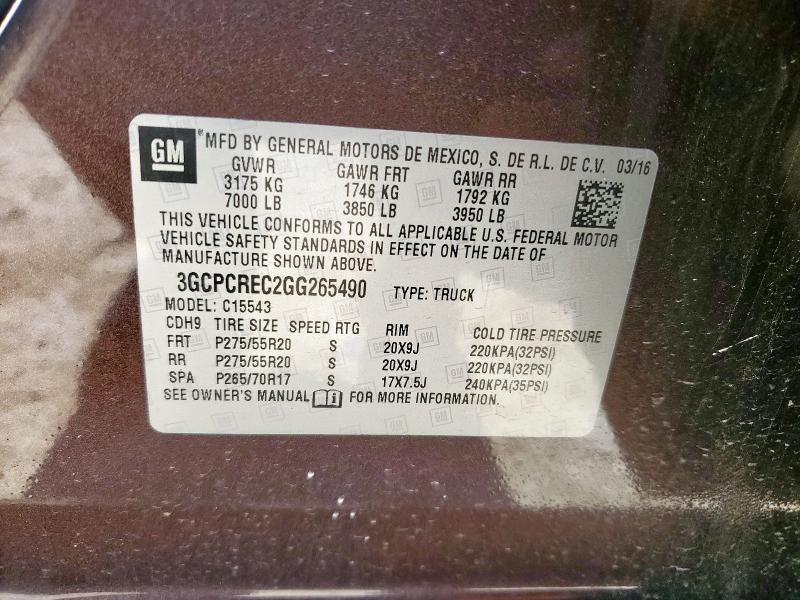 GM ® MFD BY GENERAL MOTORS DE MEXICO, S. DE R.L. DE C.V. 03/16
GVWR GAWR FRT GAWR RR
3175 KG 1746 KG 1792 KG
7000 LB 3850 LB 3950 LB
THIS VEHICLE CONFORMS TO ALL APPLICABLE U.S. FEDERAL MOTOR
VEHICLE SAFETY STANDARDS IN EFFECT ON THE DATE OF
MANUFACTURE SHOWN ABOVE.
3GCPCREC2GG265490 TYPE: TRUCK
MODEL: C15543
CDH9 TIRE SIZE SPEED RTG RIM COLD TIRE PRESSURE
FRT P275/55R20 S 20X9J 220KPA(32PSI)
RR P275/55R20 S 20X9J 220KPA(32PSI)
SPA P265/70R17 S 17X7.5J 240KPA(35PSI)
SEE OWNER'S MANUAL i FOR MORE INFORMATION.